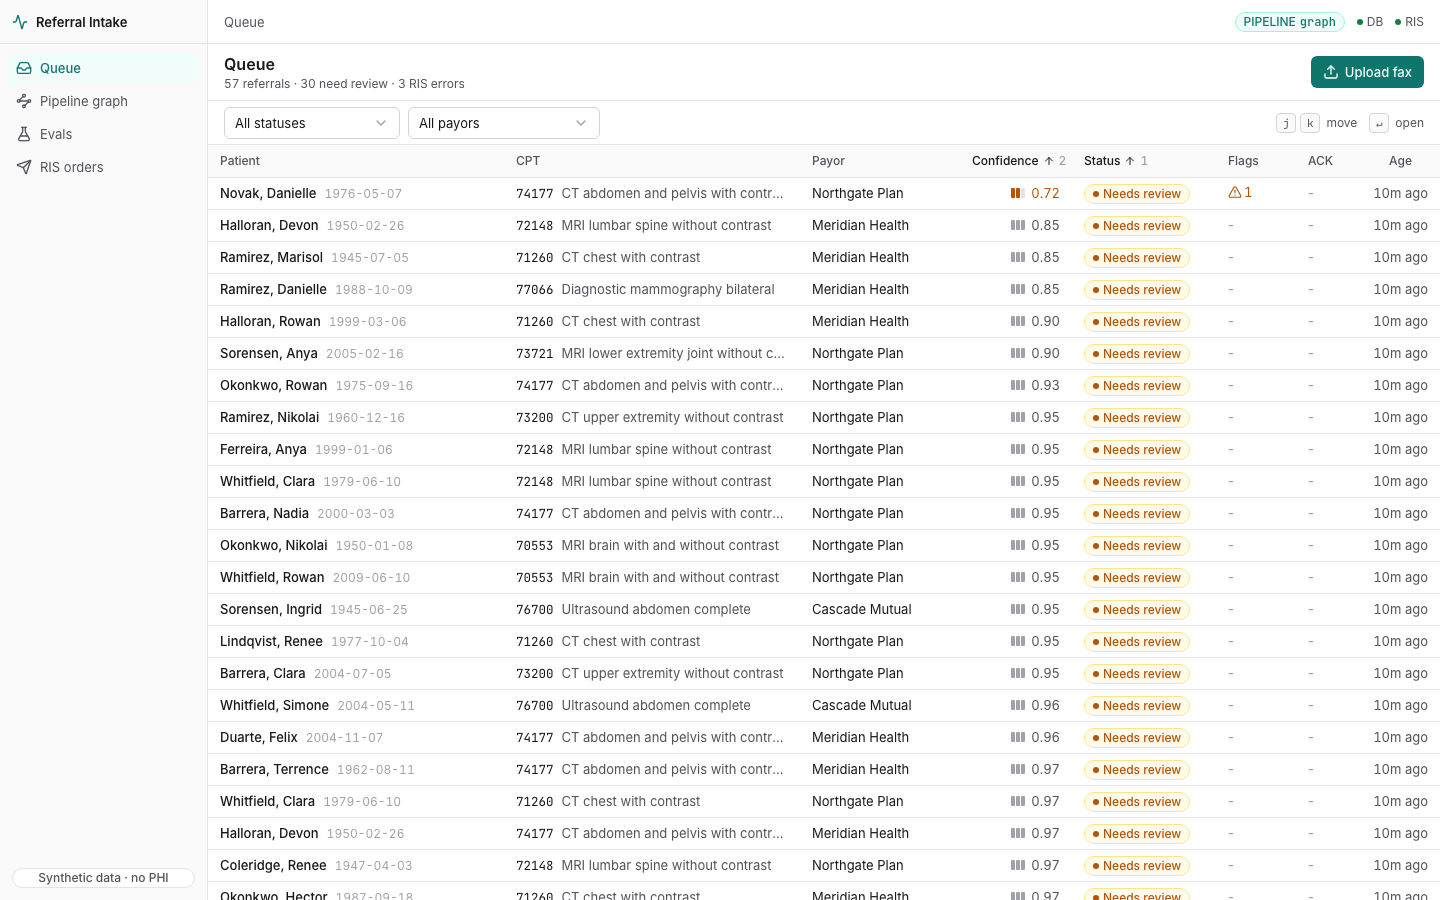 Referral Intake
Queue
PIPELINE graph
DB
RIS
Queue
Pipeline graph
Evals
RIS orders
Synthetic data · no PHI
Queue
57 referrals · 30 need review · 3 RIS errors
Upload fax
All statuses
All payors
j k move ↵ open
Patient CPT Payor Confidence ↑ 2 Status ↑ 1 Flags ACK Age
Novak, Danielle 1976-05-07 74177 CT abdomen and pelvis with contr... Northgate Plan 0.72 Needs review 1 - 10m ago
Halloran, Devon 1950-02-26 72148 MRI lumbar spine without contrast Meridian Health 0.85 Needs review - - 10m ago
Ramirez, Marisol 1945-07-05 71260 CT chest with contrast Meridian Health 0.85 Needs review - - 10m ago
Ramirez, Danielle 1988-10-09 77066 Diagnostic mammography bilateral Meridian Health 0.85 Needs review - - 10m ago
Halloran, Rowan 1999-03-06 71260 CT chest with contrast Meridian Health 0.90 Needs review - - 10m ago
Sorensen, Anya 2005-02-16 73721 MRI lower extremity joint without c... Northgate Plan 0.90 Needs review - - 10m ago
Okonkwo, Rowan 1975-09-16 74177 CT abdomen and pelvis with contr... Northgate Plan 0.93 Needs review - - 10m ago
Ramirez, Nikolai 1960-12-16 73200 CT upper extremity without contrast Northgate Plan 0.95 Needs review - - 10m ago
Ferreira, Anya 1999-01-06 72148 MRI lumbar spine without contrast Northgate Plan 0.95 Needs review - - 10m ago
Whitfield, Clara 1979-06-10 72148 MRI lumbar spine without contrast Northgate Plan 0.95 Needs review - - 10m ago
Barrera, Nadia 2000-03-03 74177 CT abdomen and pelvis with contr... Northgate Plan 0.95 Needs review - - 10m ago
Okonkwo, Nikolai 1950-01-08 70553 MRI brain with and without contrast Northgate Plan 0.95 Needs review - - 10m ago
Whitfield, Rowan 2009-06-10 70553 MRI brain with and without contrast Northgate Plan 0.95 Needs review - - 10m ago
Sorensen, Ingrid 1945-06-25 76700 Ultrasound abdomen complete Cascade Mutual 0.95 Needs review - - 10m ago
Lindqvist, Renee 1977-10-04 71260 CT chest with contrast Northgate Plan 0.95 Needs review - - 10m ago
Barrera, Clara 2004-07-05 73200 CT upper extremity without contrast Northgate Plan 0.95 Needs review - - 10m ago
Whitfield, Simone 2004-05-11 76700 Ultrasound abdomen complete Cascade Mutual 0.96 Needs review - - 10m ago
Duarte, Felix 2004-11-07 74177 CT abdomen and pelvis with contr... Meridian Health 0.96 Needs review - - 10m ago
Barrera, Terrence 1962-08-11 74177 CT abdomen and pelvis with contr... Meridian Health 0.97 Needs review - - 10m ago
Whitfield, Clara 1979-06-10 71260 CT chest with contrast Northgate Plan 0.97 Needs review - - 10m ago
Halloran, Devon 1950-02-26 74177 CT abdomen and pelvis with contr... Meridian Health 0.97 Needs review - - 10m ago
Coleridge, Renee 1947-04-03 72148 MRI lumbar spine without contrast Northgate Plan 0.97 Needs review - - 10m ago
Okonkwo, Hector 1987-09-18 71260 CT chest with contrast Meridian Health 0.97 Needs review - - 10m ago